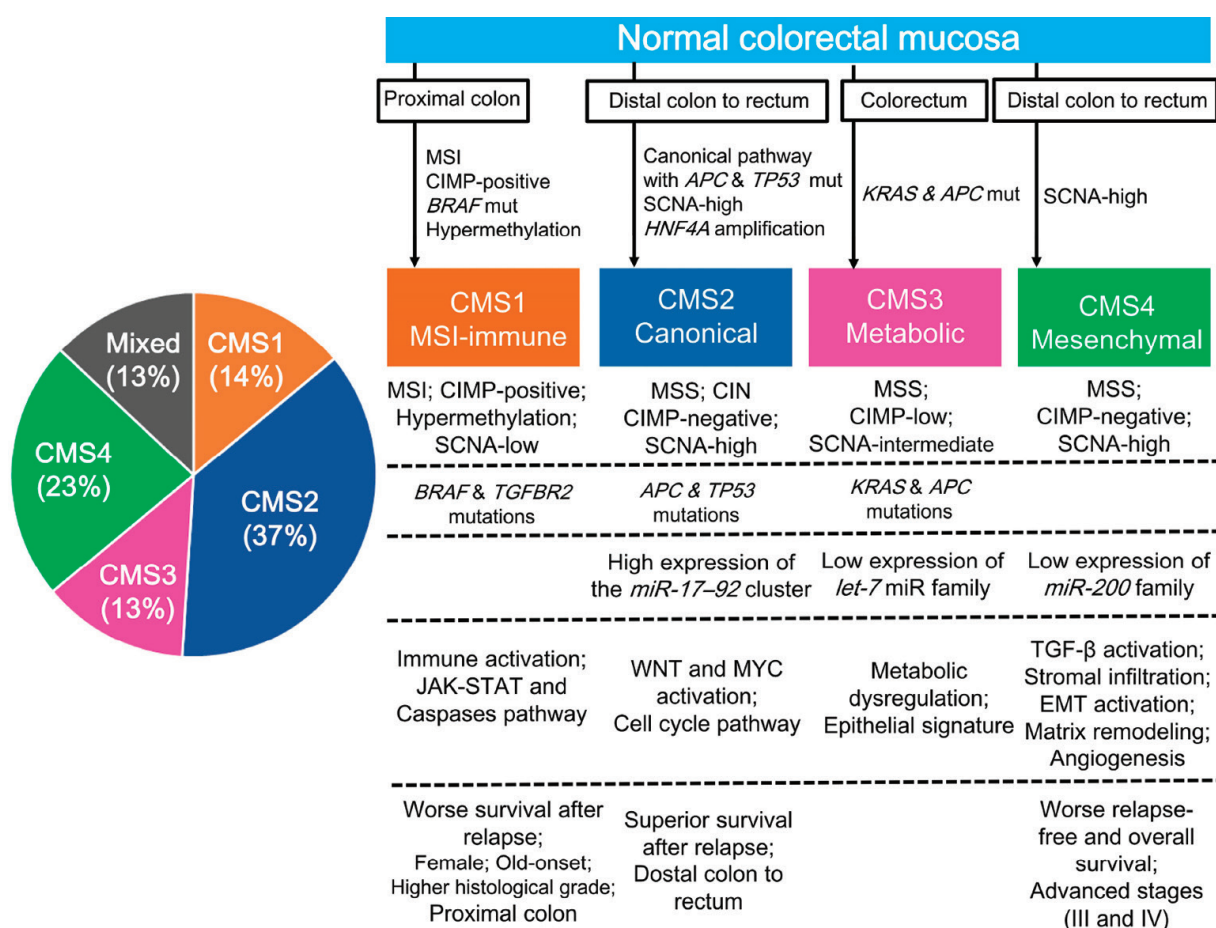 Normal colorectal mucosa
Proximal colon
Distal colon to rectum
Colorectum
Distal colon to rectum
MSI
CIMP-positive
BRAF mut
Hypermethylation
Canonical pathway
with APC & TP53 mut
SCNA-high
HNF4A amplification
KRAS & APC mut
SCNA-high
CMS1
MSI-immune
CMS2
Canonical
CMS3
Metabolic
CMS4
Mesenchymal
Mixed
(13%)
CMS1
(14%)
CMS4
(23%)
CMS2
(37%)
CMS3
(13%)
MSI; CIMP-positive;
Hypermethylation;
SCNA-low
MSS; CIN
CIMP-negative;
SCNA-high
MSS;
CIMP-low;
SCNA-intermediate
MSS;
CIMP-negative;
SCNA-high
BRAF & TGFBR2
mutations
APC & TP53
mutations
KRAS & APC
mutations
High expression of
the miR-17–92 cluster
Low expression of
let-7 miR family
Low expression of
miR-200 family
Immune activation;
JAK-STAT and
Caspases pathway
WNT and MYC
activation;
Cell cycle pathway
Metabolic
dysregulation;
Epithelial signature
TGF-β activation;
Stromal infiltration;
EMT activation;
Matrix remodeling;
Angiogenesis
Worse survival after
relapse;
Female; Old-onset;
Higher histological grade;
Proximal colon
Superior survival
after relapse;
Dostal colon to
rectum
Worse relapse-
free and overall
survival;
Advanced stages
(III and IV)